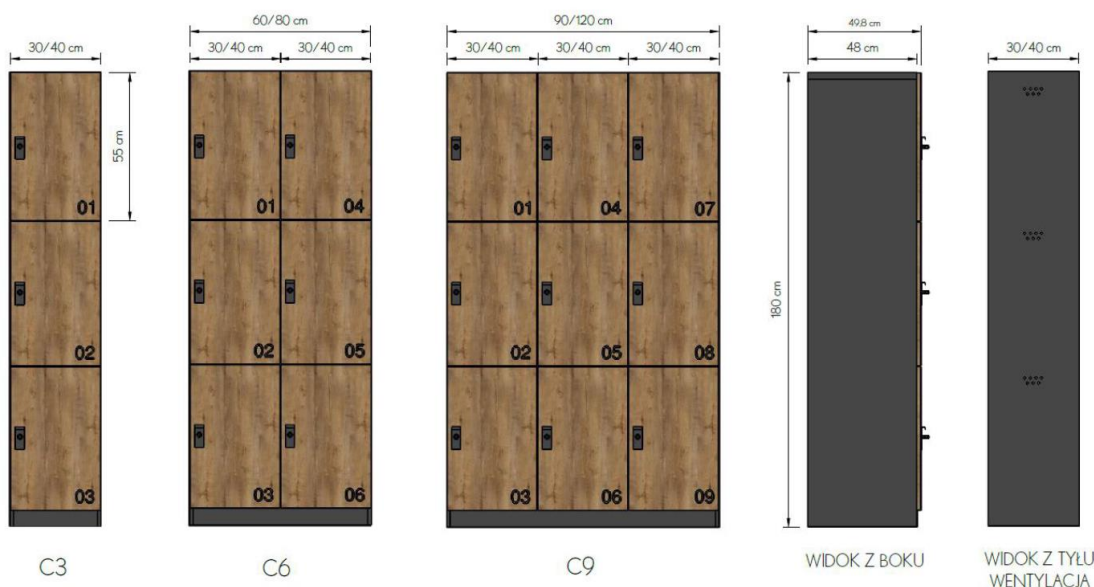 60/80 cm
90/120 cm
49.8 cm
30/40 cm
30/40 cm
30/40 cm
30/40 cm
30/40 cm
30/40 cm
48 cm
30/40 cm
55 cm
01
01
04
01
04
07
02
02
05
02
05
08
180 cm
03
03
06
03
06
09
C3
C6
C9
WIDOK Z BOKU
WIDOK Z TYŁU
WENTYLACJA